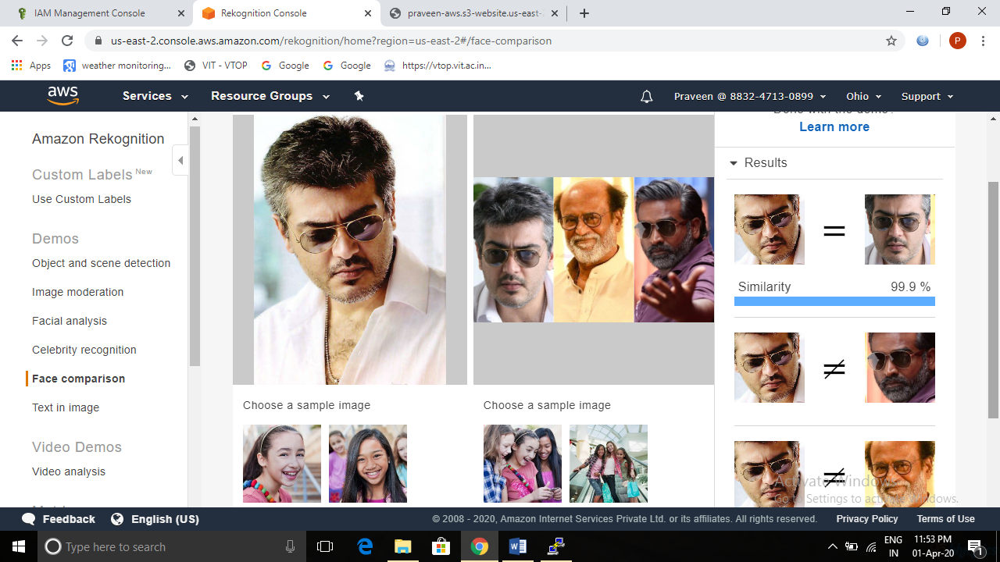 IAM Management Console
Rekognition Console
praveen-aws.s3-website.us-east-
us-east-2.console.aws.amazon.com/rekognition/home?region=us-east-2#/face-comparison
P
Apps
weather monitoring...
VIT - VTOP
Google
Google
https://vtop.vit.ac.in...
aws
Services
Resource Groups
Praveen @ 8832-4713-0899
Ohio
Support
Amazon Rekognition
Custom Labels New
Use Custom Labels
Demos
Object and scene detection
Image moderation
Facial analysis
Celebrity recognition
Face comparison
Text in image
Video Demos
Video analysis
Choose a sample image
Choose a sample image
Done with the demo?
Learn more
Results
=
Similarity 99.9 %
≠
≠
Activate Windows
Go to Settings to activate Windows.
Feedback
English (US)
© 2008 - 2020, Amazon Internet Services Private Ltd. or its affiliates. All rights reserved.
Privacy Policy
Terms of Use
Type here to search
ENG
IN
11:53 PM
01-Apr-20
1